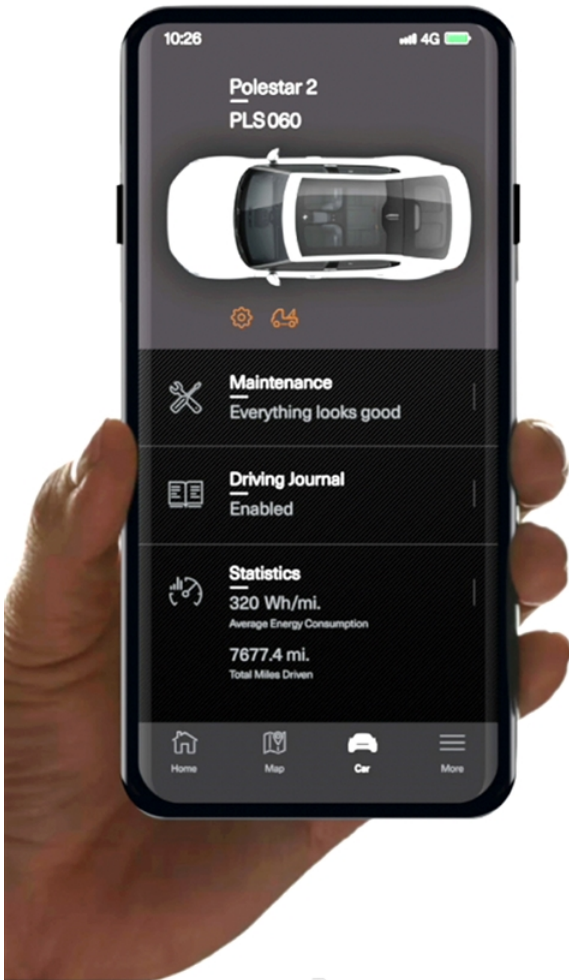 10:26
4G
Polestar 2
PLS 060
Maintenance
Everything looks good
Driving Journal
Enabled
Statistics
320 Wh/mi.
Average Energy Consumption
7677.4 mi.
Total Miles Driven
Home
Map
Car
More